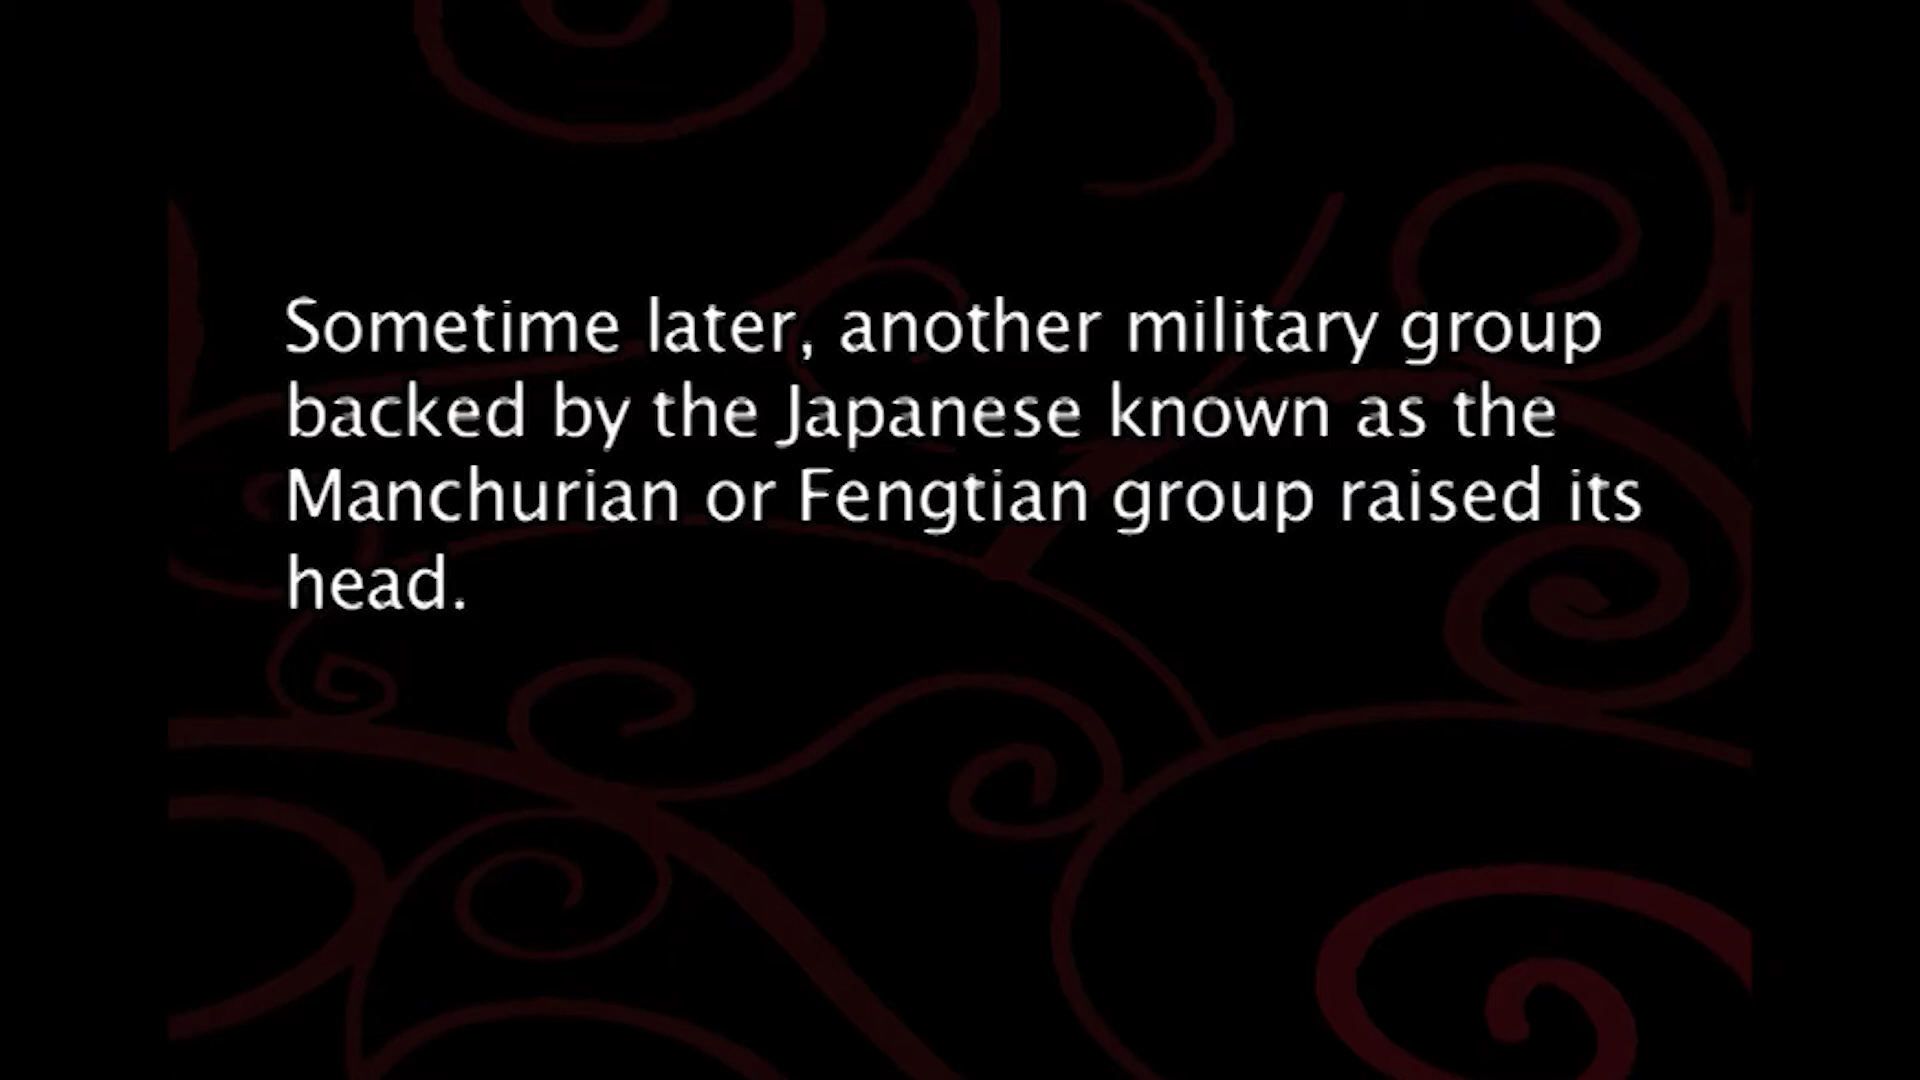 Sometime later, another military group
backed by the Japanese known as the
Manchurian or Fengtian group raised its
head.